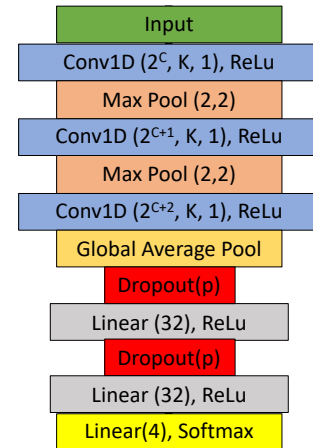 Input
Conv1D (2^C, K, 1), ReLu
Max Pool (2,2)
Conv1D (2^C+1, K, 1), ReLu
Max Pool (2,2)
Conv1D (2^C+2, K, 1), ReLu
Global Average Pool
Dropout(p)
Linear (32), ReLu
Dropout(p)
Linear (32), ReLu
Linear(4), Softmax